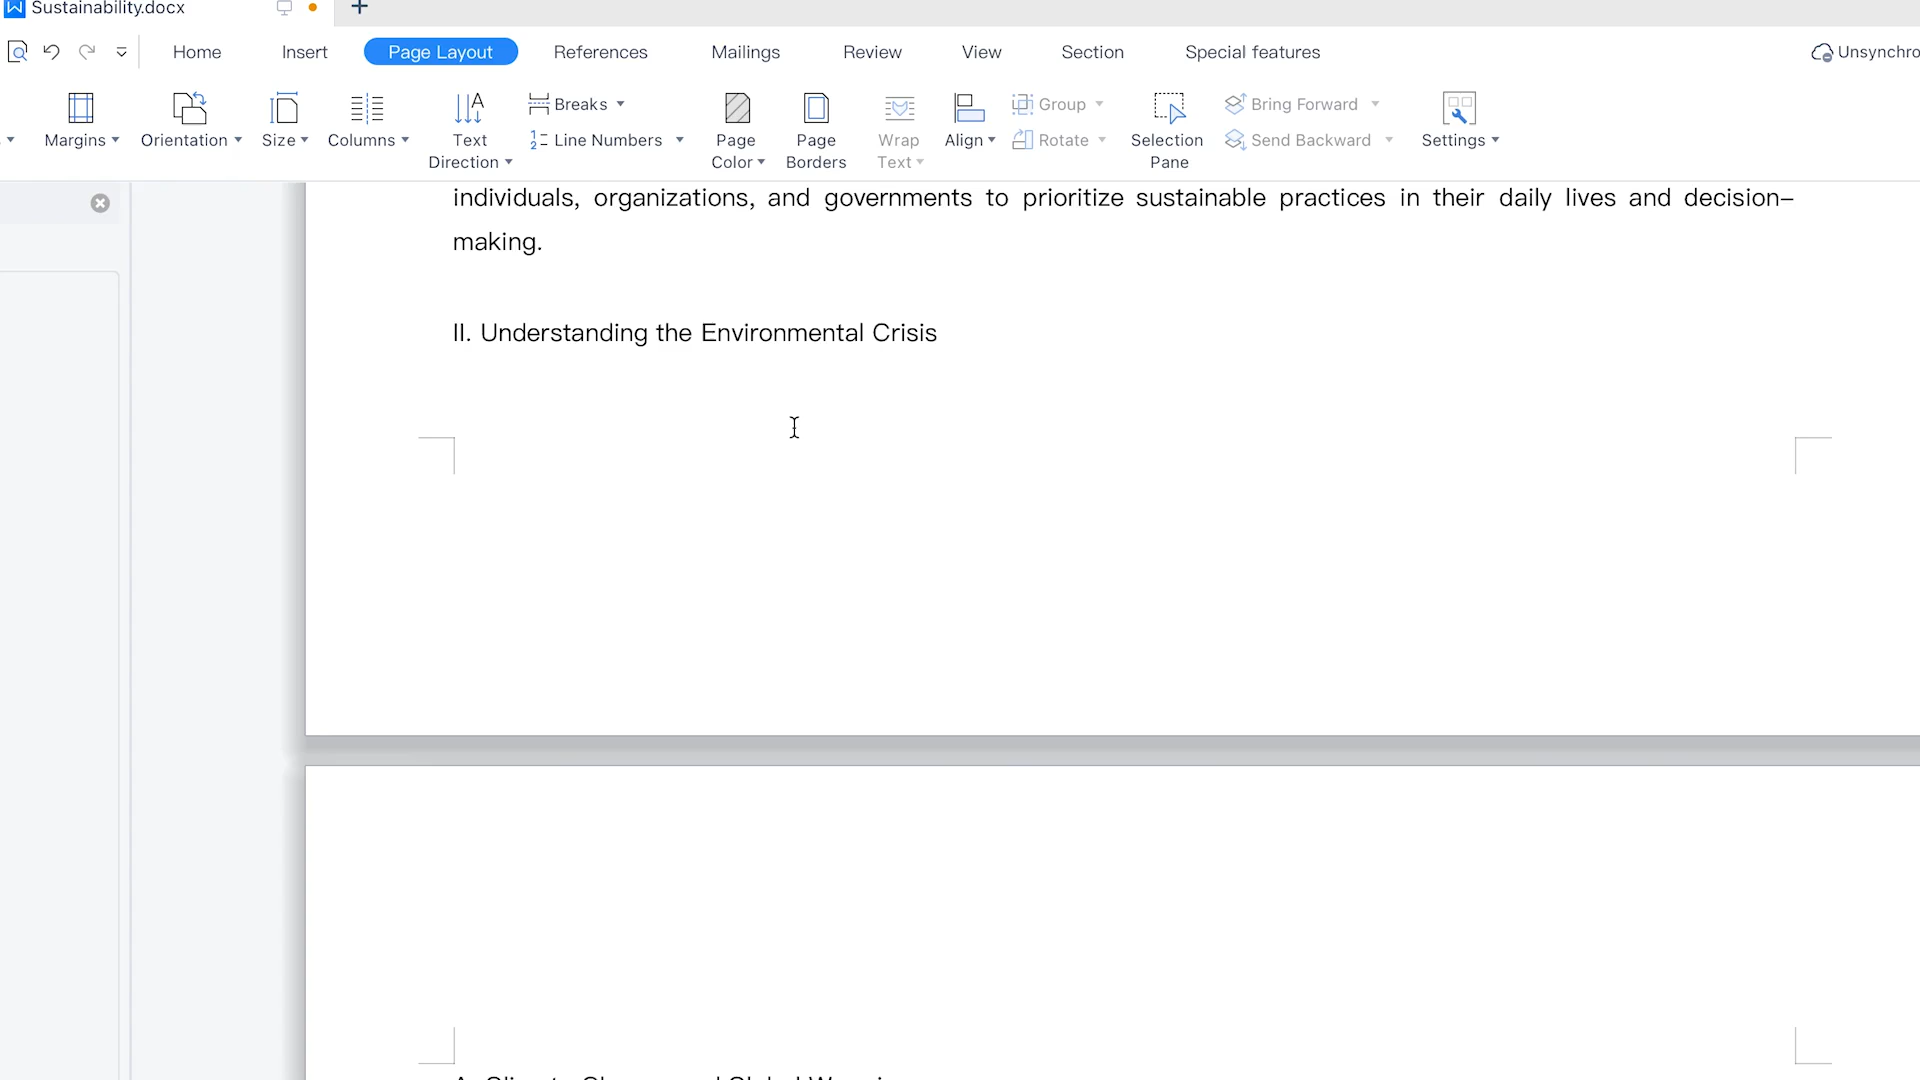 Sustainability.docx
Home Insert Page Layout References Mailings Review View Section Special features Unsynchro
Margins Orientation Size Columns Text Direction Breaks Line Numbers Page Color Page Borders Wrap Text Align Group Rotate Selection Pane Bring Forward Send Backward Settings
individuals, organizations, and governments to prioritize sustainable practices in their daily lives and decision-
making.
II. Understanding the Environmental Crisis